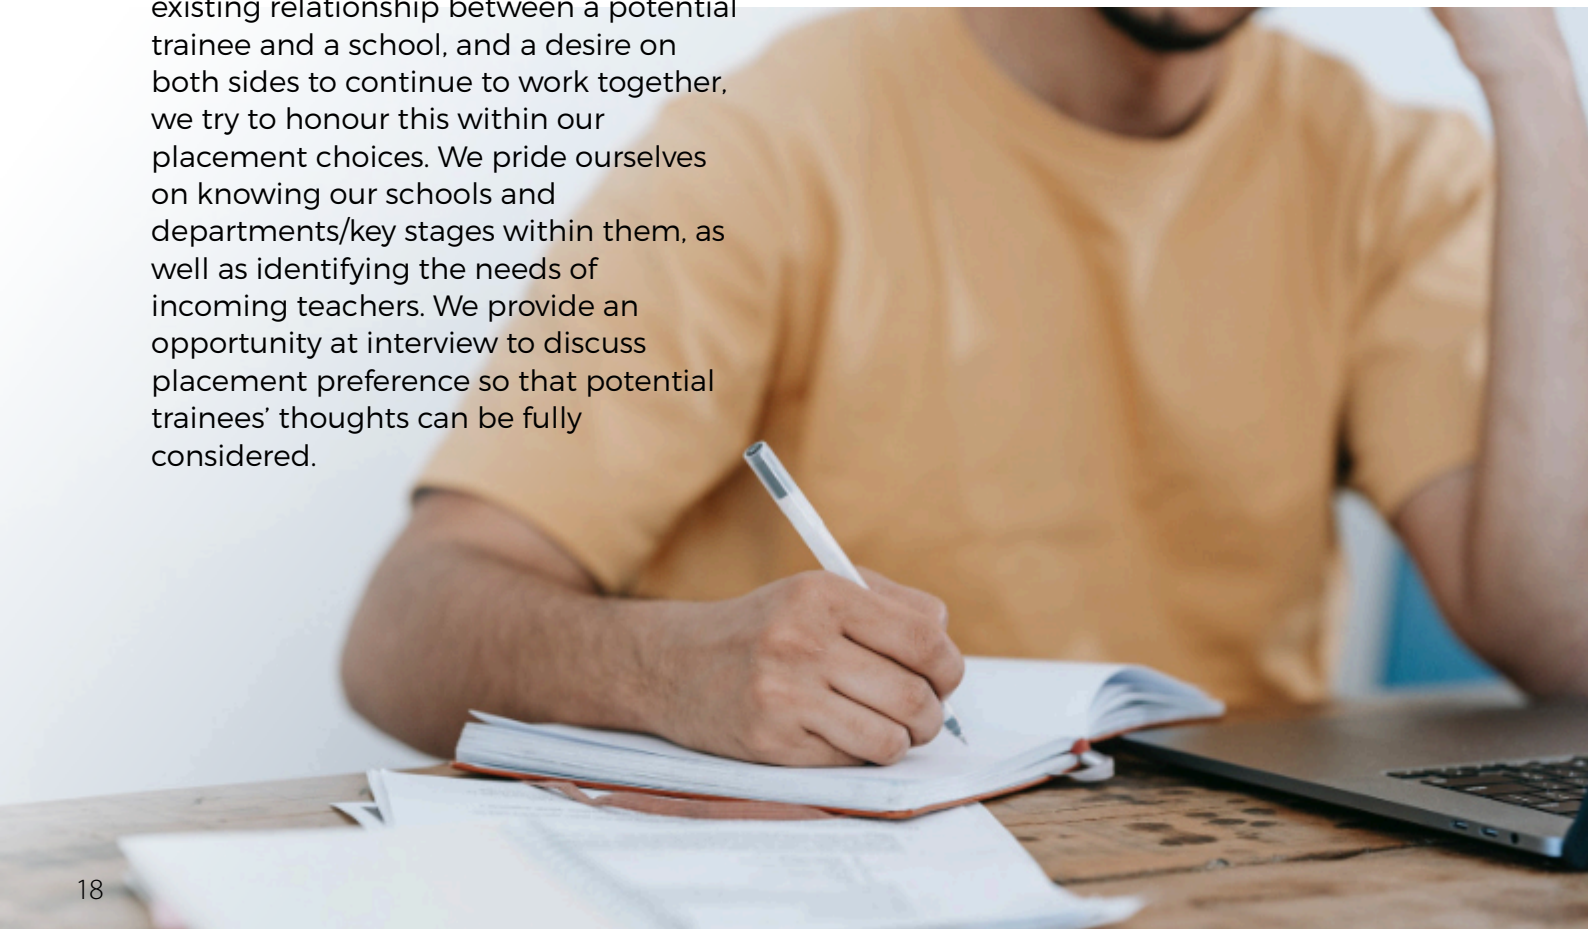 existing relationship between a potential
trainee and a school, and a desire on
both sides to continue to work together,
we try to honour this within our
placement choices. We pride ourselves
on knowing our schools and
departments/key stages within them, as
well as identifying the needs of
incoming teachers. We provide an
opportunity at interview to discuss
placement preference so that potential
trainees’ thoughts can be fully
considered.
18